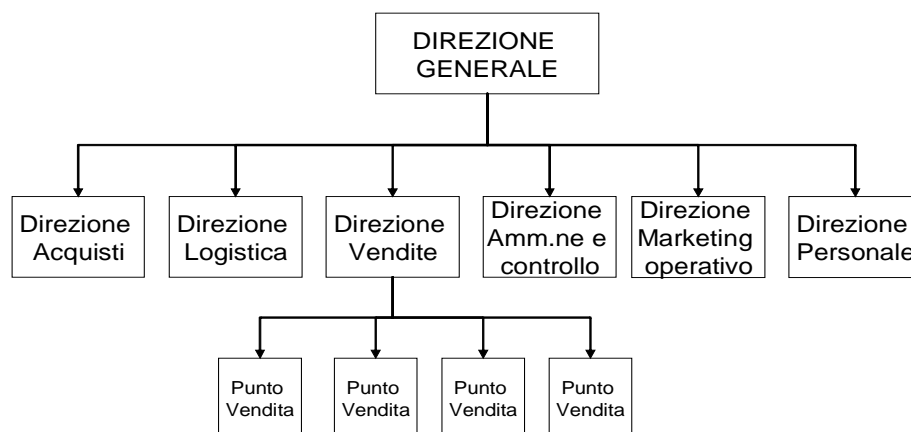 DIREZIONE
GENERALE
Direzione
Acquisti
Direzione
Logistica
Direzione
Vendite
Direzione
Amm.ne e
controllo
Direzione
Marketing
operativo
Direzione
Personale
Punto
Vendita
Punto
Vendita
Punto
Vendita
Punto
Vendita